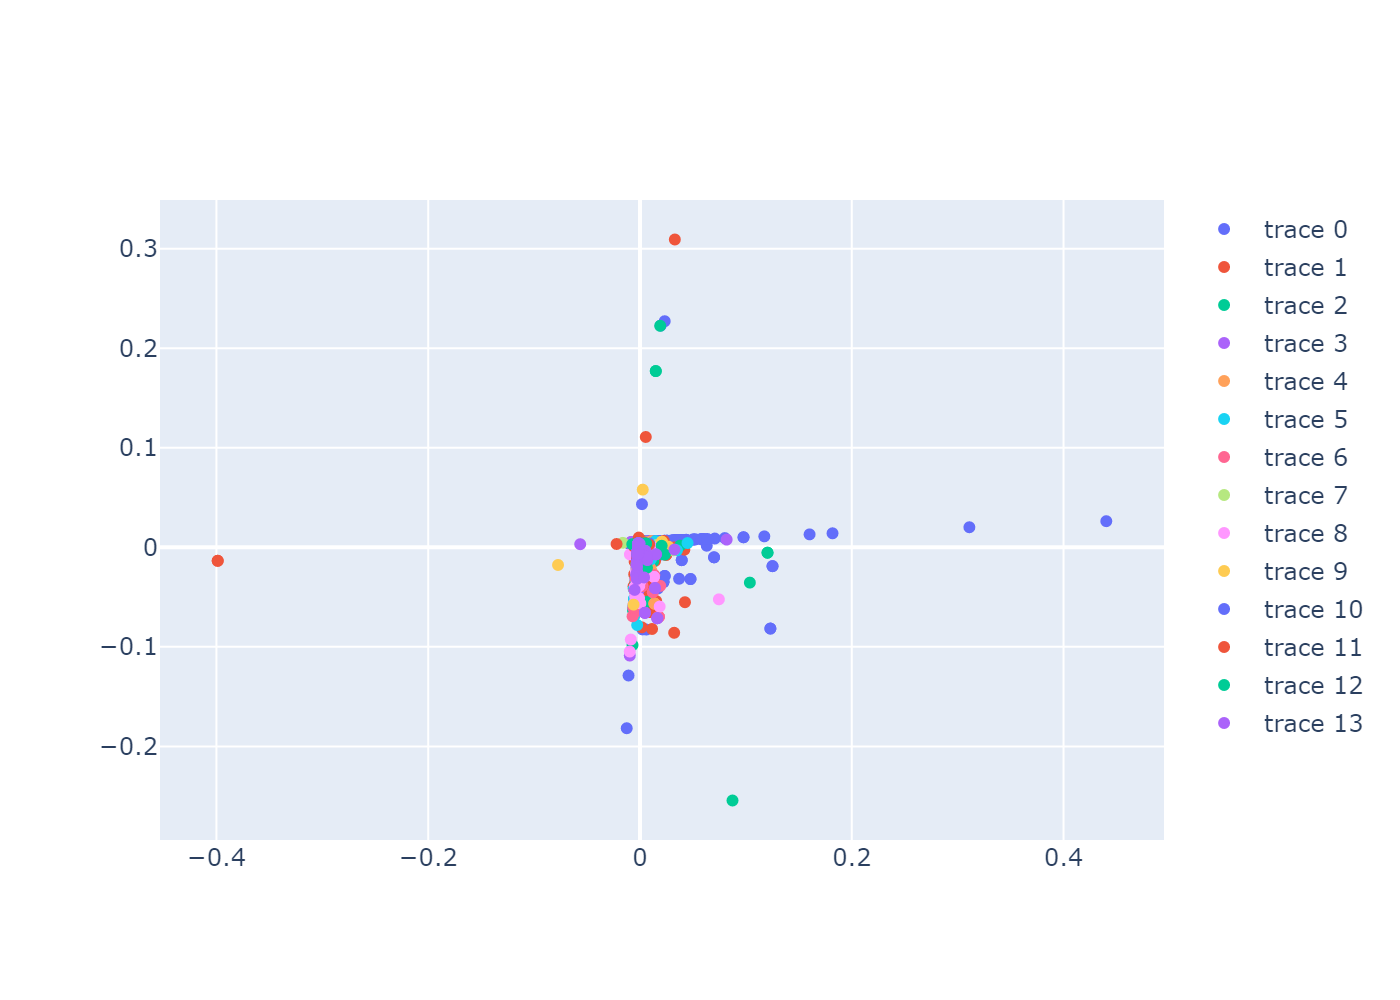 0.3
0.2
0.1
0
−0.1
−0.2
−0.4
−0.2
0
0.2
0.4
trace 0
trace 1
trace 2
trace 3
trace 4
trace 5
trace 6
trace 7
trace 8
trace 9
trace 10
trace 11
trace 12
trace 13